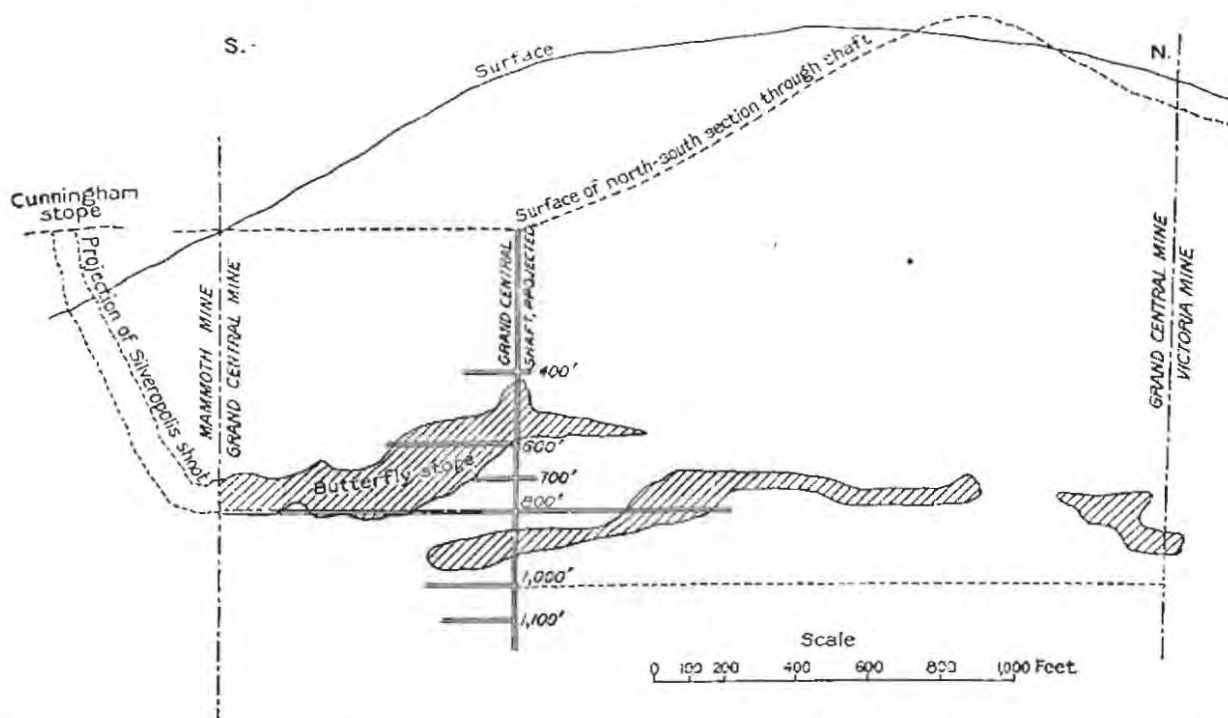 S.
N.
Surface
Surface of north-south section through shaft
Cunningham
stope
Projection of Silveropolis shoot
MAMMOTH MINE
GRAND CENTRAL MINE
GRAND CENTRAL
SHAFT, PROJECTED
GRAND CENTRAL MINE
VICTORIA MINE
400'
600'
Butterfly stope
700'
800'
1,000'
1,100'
Scale
0 100 200 400 600 800 1,000 Feet